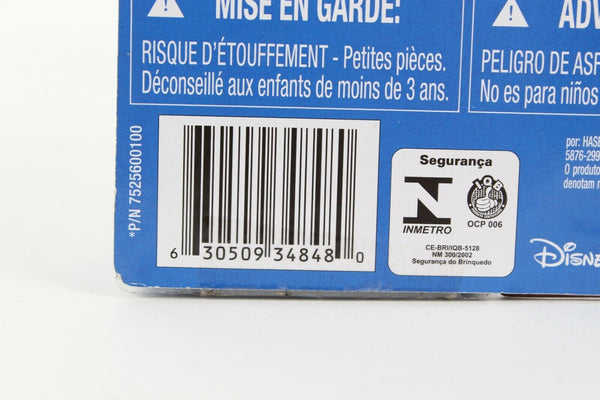 MISE EN GARDE:
RISQUE D'ÉTOUFFEMENT - Petites pièces.
Déconseillé aux enfants de moins de 3 ans.
ADV
PELIGRO DE ASF
No es para niños
*P/N 7525600100
6 30509 34848 0
Segurança
INMETRO
IQB
OCP 006
CE-BRI/IQB-5128
NM 300/2002
Segurança do Brinquedo
por: HASB
5876-299
O produto
denotam
DISNE